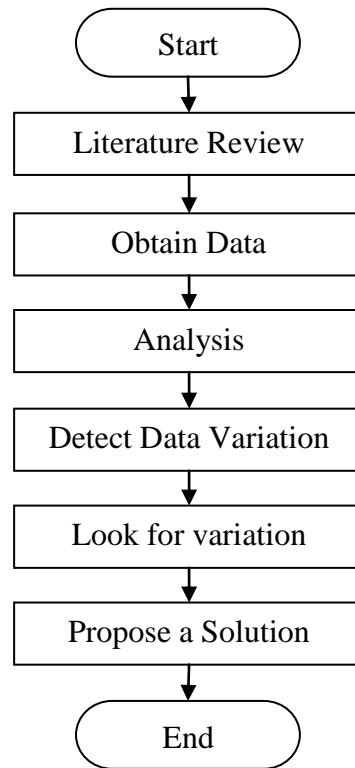 Start
Literature Review
Obtain Data
Analysis
Detect Data Variation
Look for variation
Propose a Solution
End